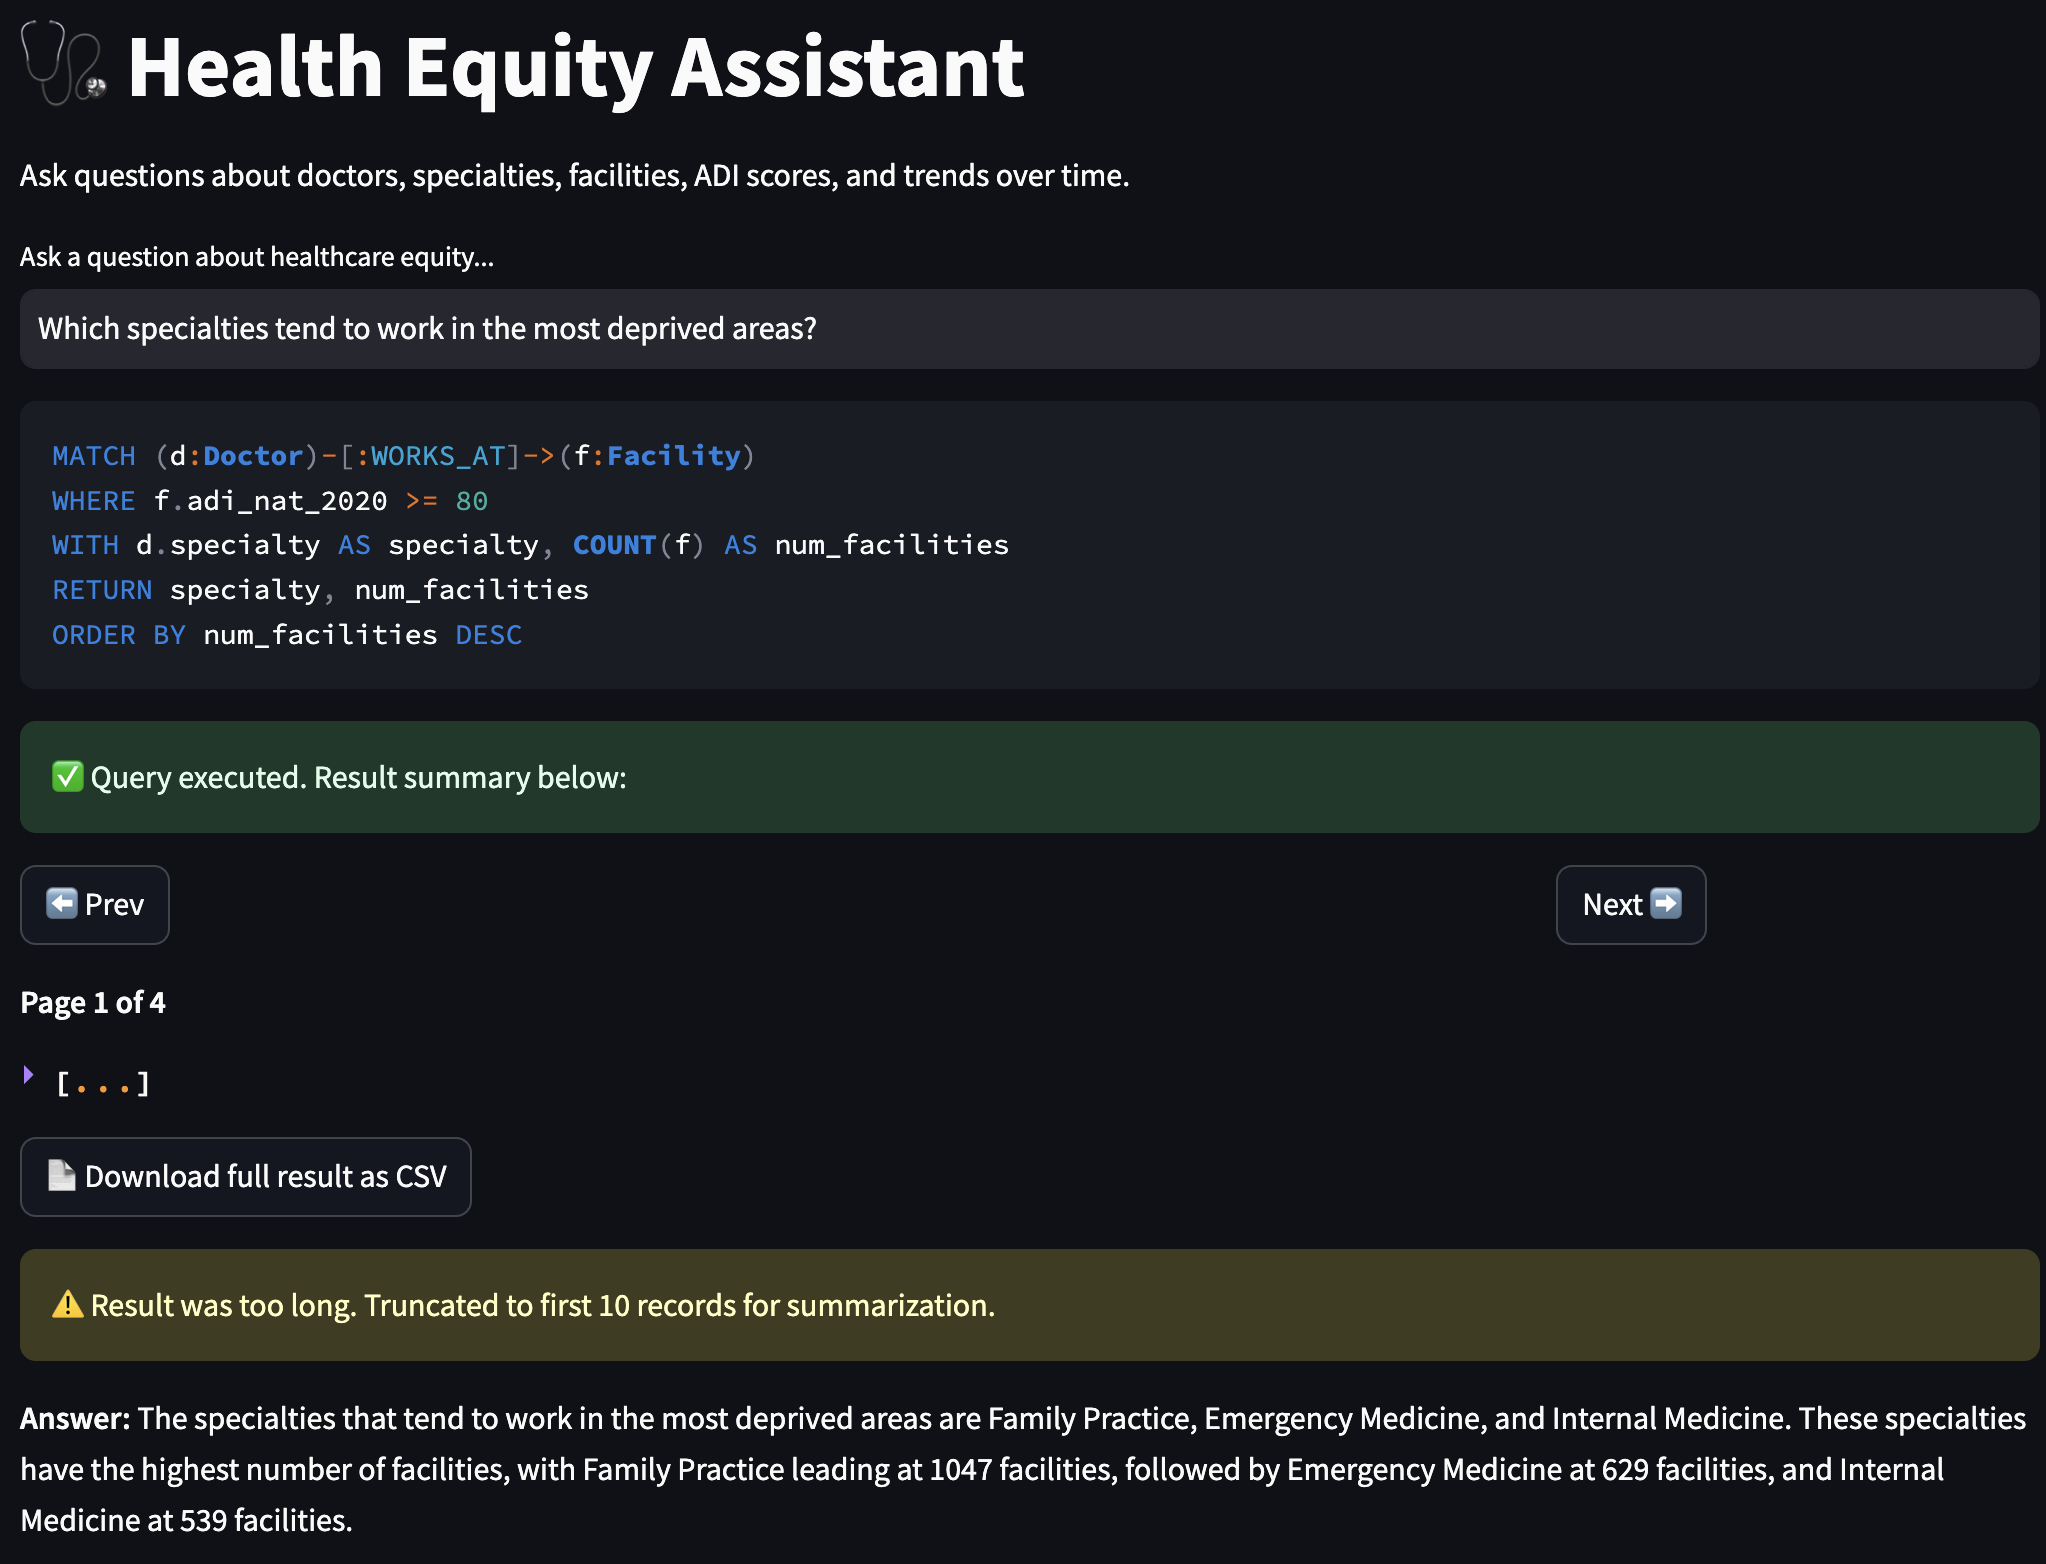 🩺 Health Equity Assistant
Ask questions about doctors, specialties, facilities, ADI scores, and trends over time.
Ask a question about healthcare equity...
Which specialties tend to work in the most deprived areas?
MATCH (d:Doctor)-[:WORKS_AT]->(f:Facility)
WHERE f.adi_nat_2020 >= 80
WITH d.specialty AS specialty, COUNT(f) AS num_facilities
RETURN specialty, num_facilities
ORDER BY num_facilities DESC
✅ Query executed. Result summary below:
⬅️ Prev
Next ➡️
Page 1 of 4
[...]
📄 Download full result as CSV
⚠️ Result was too long. Truncated to first 10 records for summarization.
Answer: The specialties that tend to work in the most deprived areas are Family Practice, Emergency Medicine, and Internal Medicine. These specialties
have the highest number of facilities, with Family Practice leading at 1047 facilities, followed by Emergency Medicine at 629 facilities, and Internal
Medicine at 539 facilities.